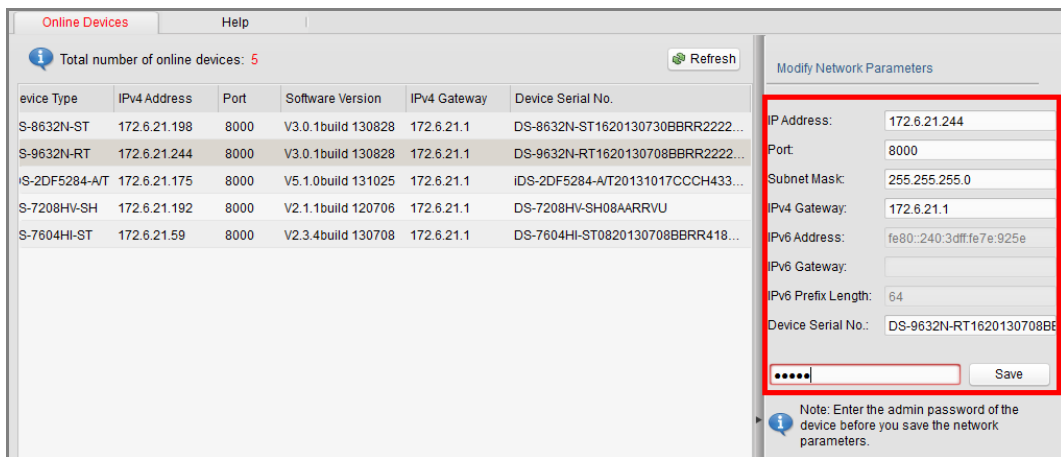 Online Devices Help
Total number of online devices: 5 Refresh
evice Type IPv4 Address Port Software Version IPv4 Gateway Device Serial No.
S-8632N-ST 172.6.21.198 8000 V3.0.1build 130828 172.6.21.1 DS-8632N-ST1620130730BBRR2222...
S-9632N-RT 172.6.21.244 8000 V3.0.1build 130828 172.6.21.1 DS-9632N-RT1620130708BBRR2222...
S-2DF5284-A/T 172.6.21.175 8000 V5.1.0build 131025 172.6.21.1 iDS-2DF5284-A/T20131017CCCH433...
S-7208HV-SH 172.6.21.192 8000 V2.1.1build 120706 172.6.21.1 DS-7208HV-SH08AARRVU
S-7604HI-ST 172.6.21.59 8000 V2.3.4build 130708 172.6.21.1 DS-7604HI-ST0820130708BBRR418...
Modify Network Parameters
IP Address: 172.6.21.244
Port: 8000
Subnet Mask: 255.255.255.0
IPv4 Gateway: 172.6.21.1
IPv6 Address: fe80::240:3dff:fe7e:925e
IPv6 Gateway:
IPv6 Prefix Length: 64
Device Serial No.: DS-9632N-RT1620130708BB
●●●●● Save
Note: Enter the admin password of the
device before you save the network
parameters.